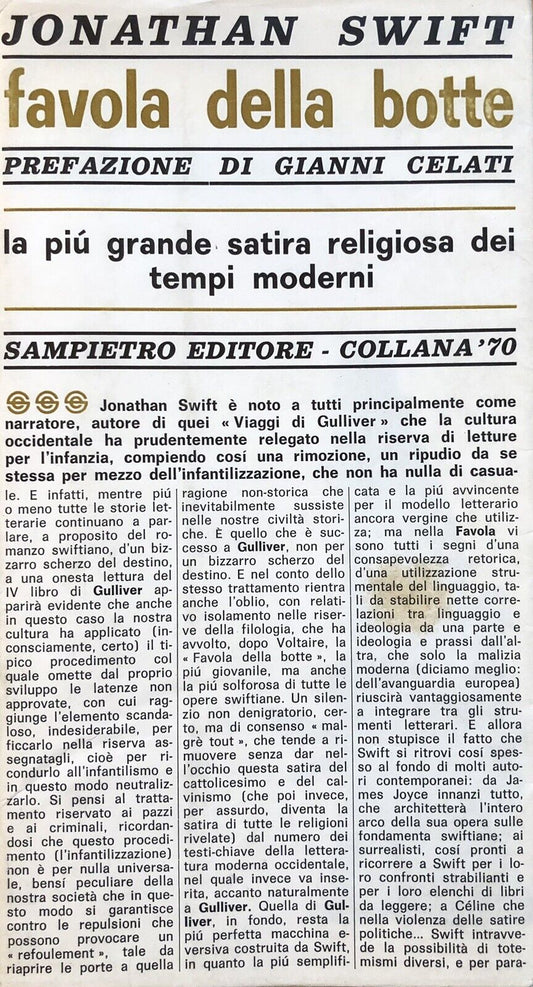 JONATHAN SWIFT
favola della botte
PREFAZIONE DI GIANNI CELATI
la piú grande satira religiosa dei
tempi moderni
SAMPIETRO EDITORE - COLLANA '70
Jonathan Swift è noto a tutti principalmente come
narratore, autore di quei « Viaggi di Gulliver » che la cultura
occidentale ha prudentemente relegato nella riserva di letture
per l'infanzia, compiendo cosí una rimozione, un ripudio da se
stessa per mezzo dell'infantilizzazione, che non ha nulla di casua-
le. E infatti, mentre piú
o meno tutte le storie let-
terarie continuano a par-
lare, a proposito del ro-
manzo swiftiano, d'un biz-
zarro scherzo del destino,
a una onesta lettura del
IV libro di Gulliver ap-
parirà evidente che anche
in questo caso la nostra
cultura ha applicato (in-
consciamente, certo) il ti-
pico procedimento col
quale omette dal proprio
sviluppo le latenze non
approvate, con cui rag-
giunge l'elemento scanda-
loso, indesiderabile, per
ficcarlo nella riserva as-
segnatagli, cioè per ri-
condurlo all'infantilismo e
in questo modo neutraliz-
zarlo. Si pensi al tratta-
mento riservato ai pazzi
e ai criminali, ricordan-
dosi che questo procedi-
mento (l'infantilizzazione)
non è per nulla universa-
le, bensí peculiare della
nostra società che in que-
sto modo si garantisce
contro le repulsioni che
possono provocare un
« refoulement », tale da
riaprire le porte a quella
ragione non-storica che
inevitabilmente sussiste
nelle nostre civiltà stori-
che. È quello che è suc-
cesso a Gulliver, non per
un bizzarro scherzo del
destino. E nel conto dello
stesso trattamento rientra
anche l'oblio, con relati-
vo isolamento nelle riser-
ve della filologia, che ha
avvolto, dopo Voltaire, la
« Favola della botte », la
piú giovanile, ma anche
la piú solforosa di tutte le
opere swiftiane. Un silen-
zio non denigratorio, cer-
to, ma di consenso « mal-
grè tout », che tende a ri-
muovere senza dar nel-
l'occhio questa satira del
cattolicesimo e del cal-
vinismo (che poi invece,
per assurdo, diventa la
satira di tutte le religioni
rivelate) dal numero dei
testi-chiave della lettera-
tura moderna occidentale,
nel quale invece va inse-
rita, accanto naturalmente
a Gulliver. Quella di Gul-
liver, in fondo, resta la
piú perfetta macchina e-
versiva costruita da Swift,
in quanto la piú semplifi-
cata e la piú avvincente
per il modello letterario
ancora vergine che utiliz-
za; ma nella Favola vi
sono tutti i segni d'una
consapevolezza retorica,
d'una utilizzazione stru-
mentale del linguaggio, ta-
li da stabilire nette corre-
lazioni tra linguaggio e
ideologia da una parte e
ideologia e prassi dall'al-
tra, che solo la malizia
moderna (diciamo meglio:
dell'avanguardia europea)
riuscirà vantaggiosamente
a integrare tra gli stru-
menti letterari. E allora
non stupisce il fatto che
Swift si ritrovi cosí spes-
so al fondo di molti auto-
ri contemporanei: da Ja-
mes Joyce innanzi tutto,
che architetterà l'intero
arco della sua opera sulle
fondamenta swiftiane; ai
surrealisti, cosí pronti a
ricorrere a Swift per i lo-
ro confronti strabilianti e
per i loro elenchi di libri
da leggere; a Céline che
nella violenza delle satire
politiche... Swift intravve-
de la possibilità di tote-
mismi diversi, e per para-